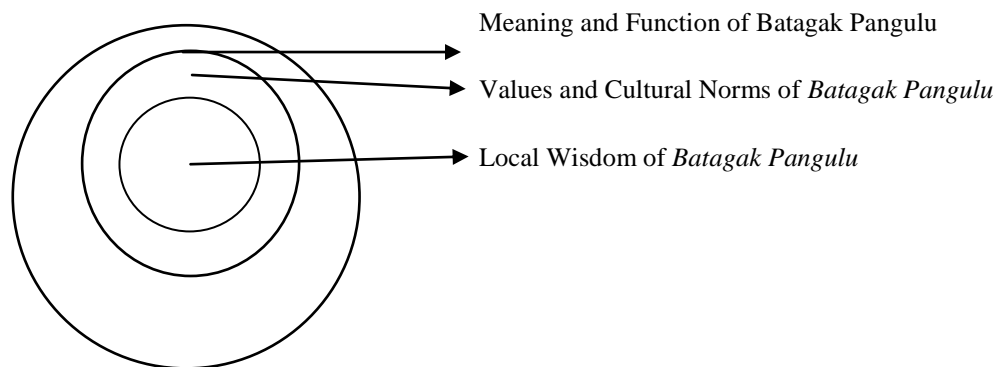 Meaning and Function of Batagak Pangulu
Values and Cultural Norms of Batagak Pangulu
Local Wisdom of Batagak Pangulu